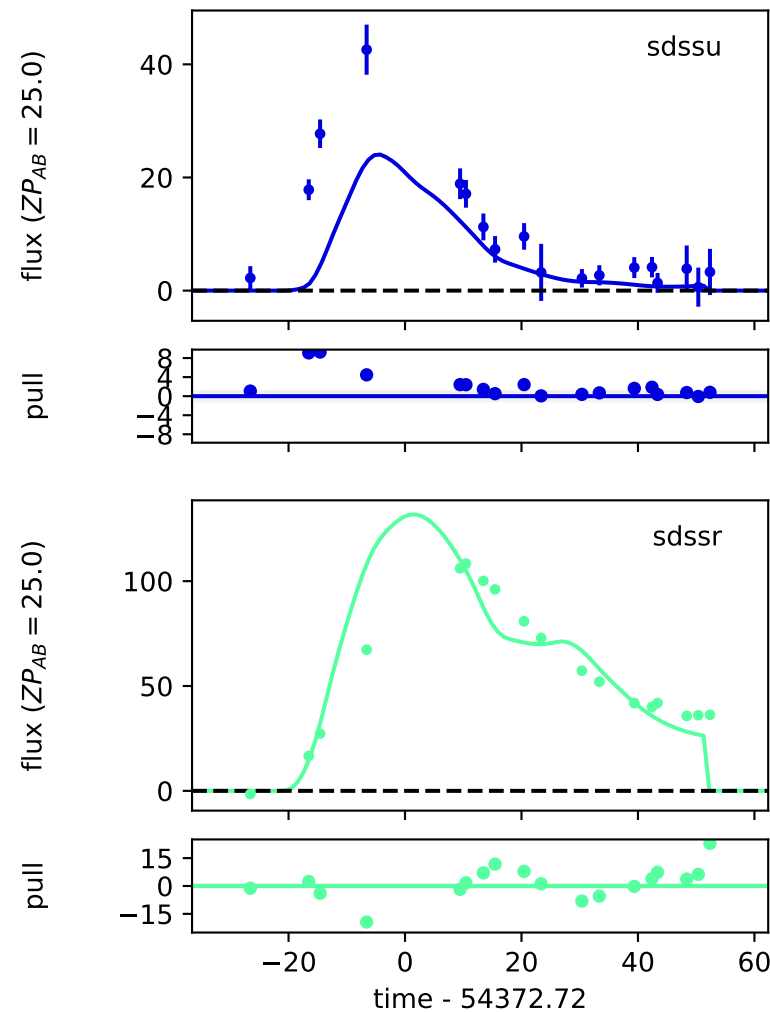 sdssu
flux (ZP_AB = 25.0)
40
20
0
pull
8
4
0
−4
−8
sdssr
flux (ZP_AB = 25.0)
100
50
0
pull
15
0
−15
−20 0 20 40 60
time - 54372.72